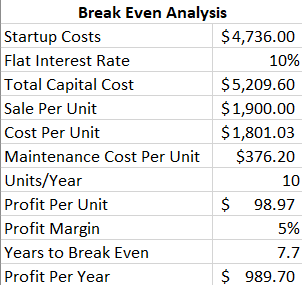 Break Even Analysis
Startup Costs $4,736.00
Flat Interest Rate 10%
Total Capital Cost $5,209.60
Sale Per Unit $1,900.00
Cost Per Unit $1,801.03
Maintenance Cost Per Unit $376.20
Units/Year 10
Profit Per Unit $ 98.97
Profit Margin 5%
Years to Break Even 7.7
Profit Per Year $ 989.70